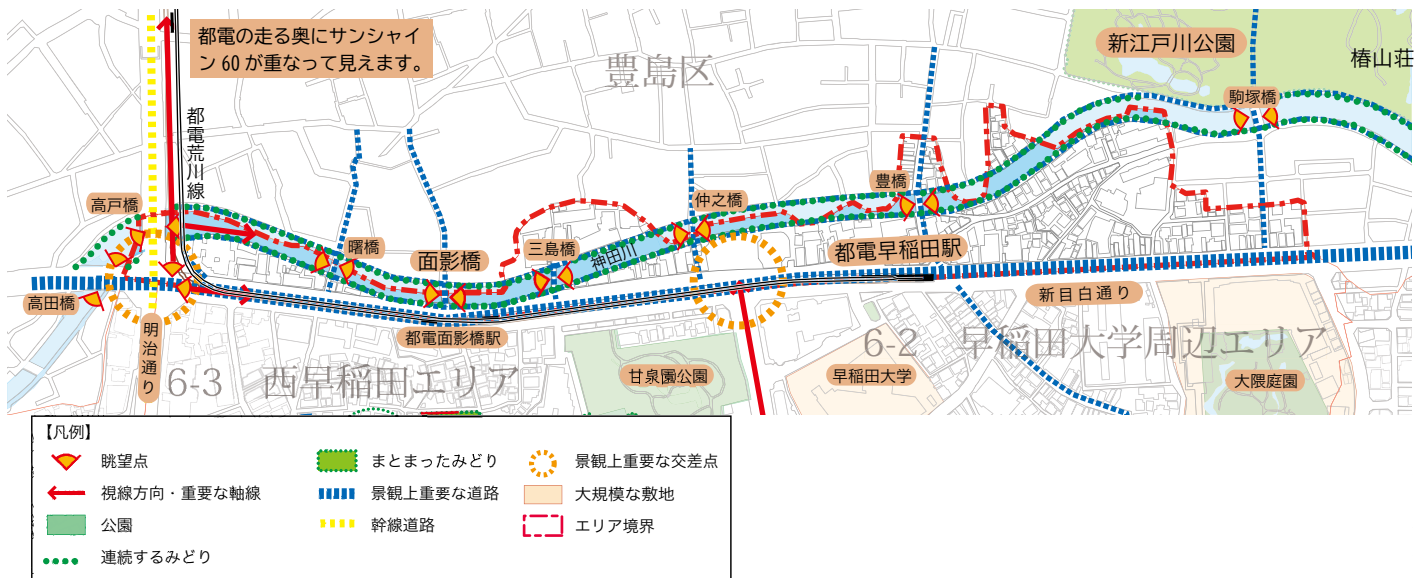 都電の走る奥にサンシャイ
ン 60 が重なって見えます。
豊島区
新江戸川公園
椿山荘
駒塚橋
都電荒川線
高戸橋
曙橋
面影橋
三島橋
神田川
仲之橋
豊橋
都電早稲田駅
高田橋
明治通り
都電面影橋駅
新目白通り
6-3 西早稲田エリア
甘泉園公園
6-2 早稲田大学周辺エリア
早稲田大学
大隈庭園
【凡例】
眺望点
まとまったみどり
景観上重要な交差点
視線方向・重要な軸線
景観上重要な道路
大規模な敷地
公園
幹線道路
エリア境界
連続するみどり